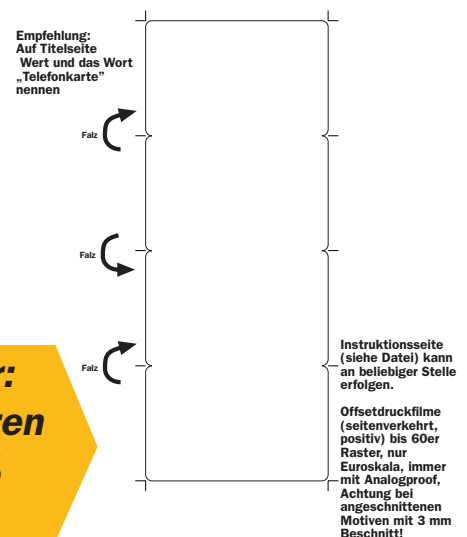 Empfehlung:
Auf Titelseite
Wert und das Wort
„Telefonkarte”
nennen
Falz
Falz
Falz
Instruktionsseite
(siehe Datei) kann
an beliebiger Stelle
erfolgen.
Offsetdruckfilme
(seitenverkehrt,
positiv) bis 60er
Raster, nur
Euroskala, immer
mit Analogproof,
Achtung bei
angeschnittenen
Motiven mit 3 mm
Beschnitt!